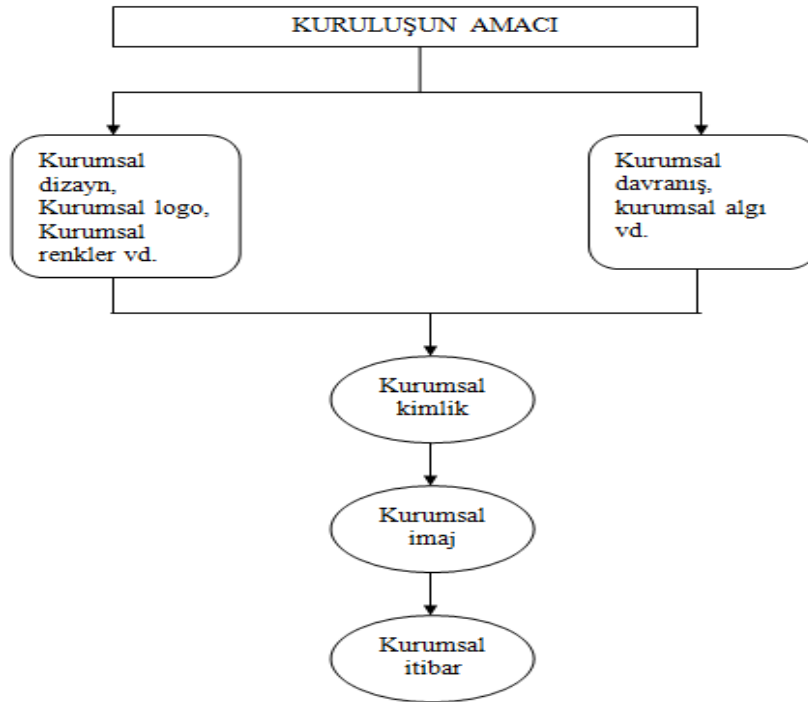 KURULUŞUN AMACI
Kurumsal
dizayn,
Kurumsal logo,
Kurumsal
renkler vd.
Kurumsal
davranış,
kurumsal algı
vd.
Kurumsal
kimlik
Kurumsal
imaj
Kurumsal
itibar